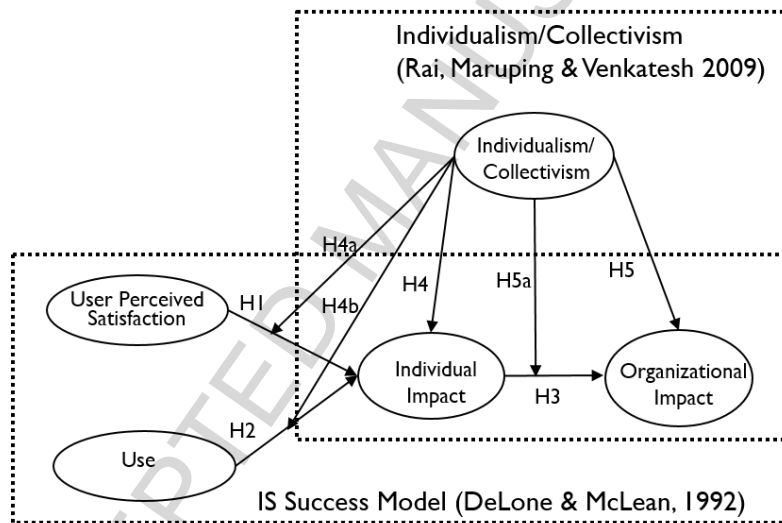 Individualism/Collectivism
(Rai, Maruping & Venkatesh 2009)
Individualism/
Collectivism
H4a
H1
H4b
H4
H5a
H5
User Perceived
Satisfaction
Individual
Impact
H3
Organizational
Impact
H2
Use
IS Success Model (DeLone & McLean, 1992)